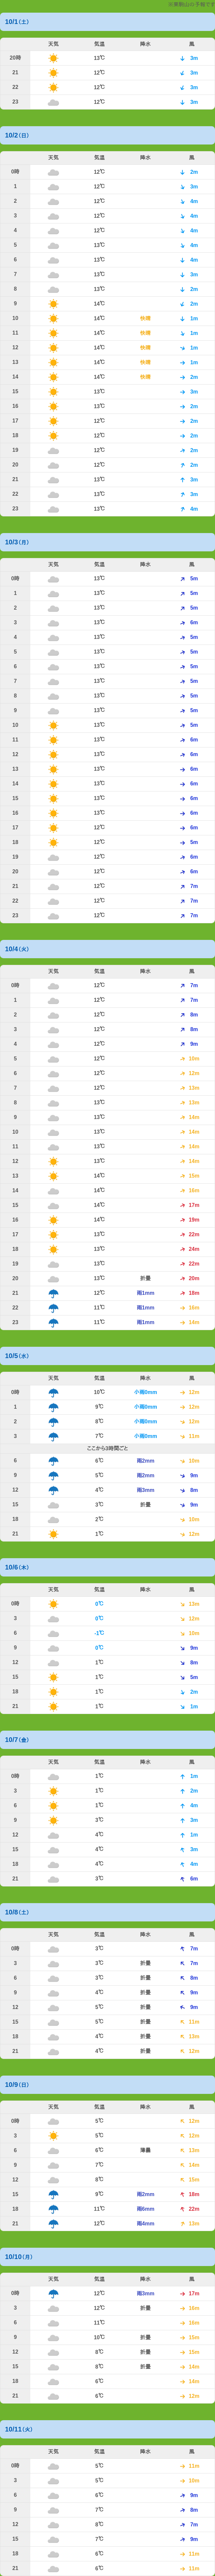 ※栗駒山の予報です
10/1(土)
天気 気温 降水 風
20時 13℃ 3m
21 12℃ 3m
22 12℃ 3m
23 12℃ 3m
10/2(日)
天気 気温 降水 風
0時 12℃ 2m
1 12℃ 3m
2 12℃ 4m
3 12℃ 4m
4 12℃ 4m
5 13℃ 4m
6 13℃ 4m
7 13℃ 3m
8 13℃ 2m
9 14℃ 2m
10 14℃ 快晴 1m
11 14℃ 快晴 1m
12 14℃ 快晴 1m
13 14℃ 快晴 1m
14 14℃ 快晴 2m
15 13℃ 3m
16 13℃ 2m
17 12℃ 2m
18 12℃ 2m
19 12℃ 2m
20 12℃ 2m
21 13℃ 3m
22 13℃ 3m
23 13℃ 4m
10/3(月)
天気 気温 降水 風
0時 13℃ 5m
1 13℃ 5m
2 13℃ 5m
3 13℃ 6m
4 13℃ 5m
5 13℃ 5m
6 13℃ 5m
7 13℃ 5m
8 13℃ 5m
9 13℃ 5m
10 13℃ 5m
11 13℃ 6m
12 13℃ 6m
13 13℃ 6m
14 13℃ 6m
15 13℃ 6m
16 13℃ 6m
17 12℃ 6m
18 12℃ 5m
19 12℃ 6m
20 12℃ 6m
21 12℃ 7m
22 12℃ 7m
23 12℃ 7m
10/4(火)
天気 気温 降水 風
0時 12℃ 7m
1 12℃ 7m
2 12℃ 8m
3 12℃ 8m
4 12℃ 9m
5 12℃ 10m
6 12℃ 12m
7 12℃ 13m
8 13℃ 13m
9 13℃ 14m
10 13℃ 14m
11 13℃ 14m
12 13℃ 14m
13 14℃ 15m
14 14℃ 16m
15 14℃ 17m
16 14℃ 19m
17 13℃ 22m
18 13℃ 24m
19 13℃ 22m
20 13℃ 折曇 20m
21 12℃ 雨1mm 18m
22 11℃ 雨1mm 16m
23 11℃ 雨1mm 14m
10/5(水)
天気 気温 降水 風
0時 10℃ 小雨0mm 12m
1 9℃ 小雨0mm 12m
2 8℃ 小雨0mm 12m
3 7℃ 小雨0mm 11m
ここから3時間ごと
6 6℃ 雨2mm 10m
9 5℃ 雨2mm 9m
12 4℃ 雨3mm 8m
15 3℃ 折曇 9m
18 2℃ 10m
21 1℃ 12m
10/6(木)
天気 気温 降水 風
0時 0℃ 13m
3 0℃ 12m
6 -1℃ 10m
9 0℃ 9m
12 1℃ 8m
15 1℃ 5m
18 1℃ 2m
21 1℃ 1m
10/7(金)
天気 気温 降水 風
0時 1℃ 1m
3 1℃ 2m
6 1℃ 4m
9 3℃ 3m
12 4℃ 1m
15 4℃ 3m
18 4℃ 4m
21 3℃ 6m
10/8(土)
天気 気温 降水 風
0時 3℃ 7m
3 3℃ 折曇 7m
6 3℃ 折曇 8m
9 4℃ 折曇 9m
12 5℃ 折曇 9m
15 5℃ 折曇 11m
18 4℃ 折曇 13m
21 4℃ 折曇 12m
10/9(日)
天気 気温 降水 風
0時 5℃ 12m
3 5℃ 12m
6 6℃ 薄曇 13m
9 7℃ 14m
12 8℃ 15m
15 9℃ 雨2mm 18m
18 11℃ 雨6mm 22m
21 12℃ 雨4mm 13m
10/10(月)
天気 気温 降水 風
0時 12℃ 雨3mm 17m
3 12℃ 折曇 16m
6 11℃ 16m
9 10℃ 折曇 16m
12 8℃ 折曇 15m
15 8℃ 折曇 14m
18 6℃ 14m
21 6℃ 12m
10/11(火)
天気 気温 降水 風
0時 5℃ 11m
3 5℃ 10m
6 6℃ 9m
9 7℃ 8m
12 8℃ 7m
15 7℃ 9m
18 6℃ 11m
21 6℃ 11m